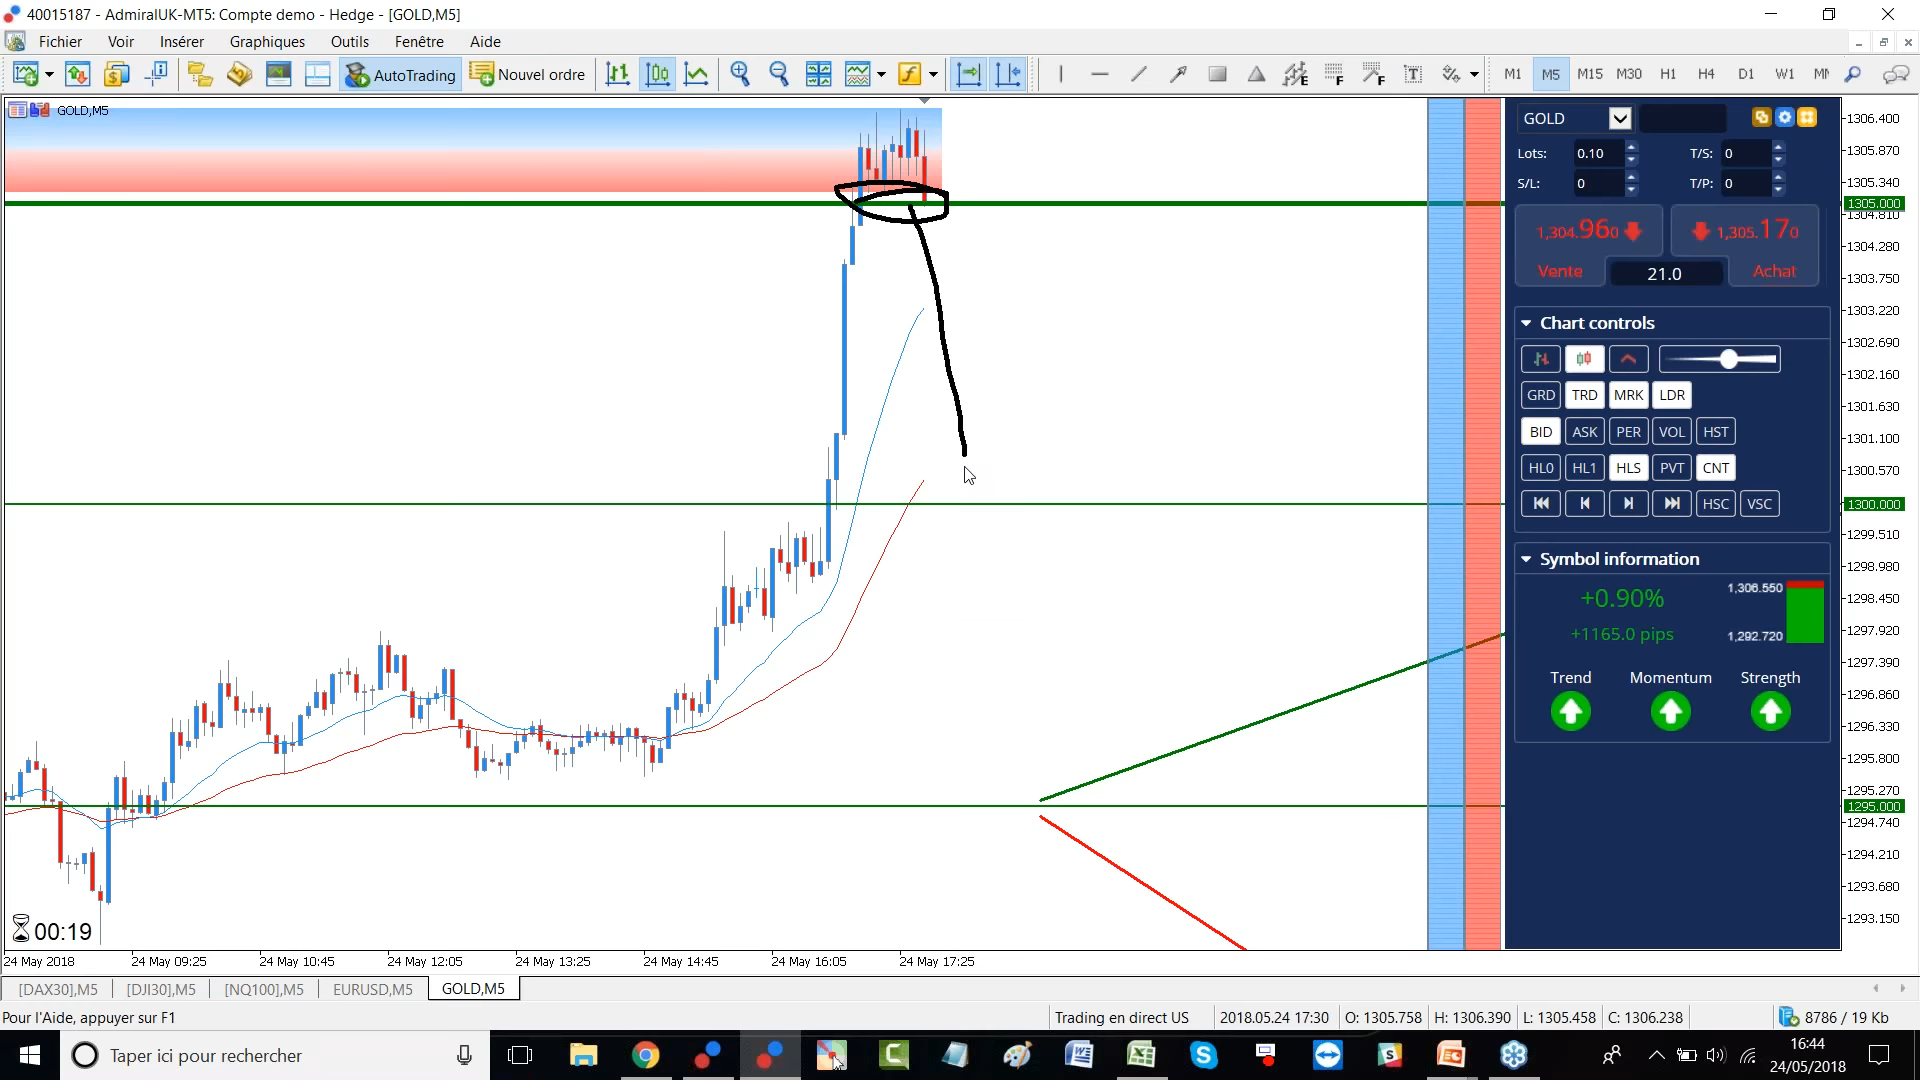 40015187 - AdmiralUK-MT5: Compte demo - Hedge - [GOLD,M5]
Fichier Voir Insérer Graphiques Outils Fenêtre Aide
AutoTrading Nouvel ordre M1 M5 M15 M30 H1 H4 D1 W1
GOLD,M5
GOLD
Lots: 0.10 T/S: 0
S/L: 0 T/P: 0
1,304.960 1,305.170
Vente 21.0 Achat
Chart controls
GRD TRD MRK LDR
BID ASK PER VOL HST
HL0 HL1 HLS PVT CNT
HSC VSC
Symbol information
+0.90% 1,306.550
+1165.0 pips 1,292.720
Trend Momentum Strength
1306.400
1305.870
1305.340
1305.000
1304.810
1304.280
1303.750
1303.220
1302.690
1302.160
1301.630
1301.100
1300.570
1300.000
1299.510
1298.980
1298.450
1297.920
1297.390
1296.860
1296.330
1295.800
1295.270
1295.000
1294.740
1294.210
1293.680
1293.150
00:19
24 May 2018 24 May 09:25 24 May 10:45 24 May 12:05 24 May 13:25 24 May 14:45 24 May 16:05 24 May 17:25
[DAX30],M5 [DJI30],M5 [NQ100],M5 EURUSD,M5 GOLD,M5
Pour l'Aide, appuyer sur F1 Trading en direct US 2018.05.24 17:30 O: 1305.758 H: 1306.390 L: 1305.458 C: 1306.238 8786 / 19 Kb
Taper ici pour rechercher 16:44
24/05/2018